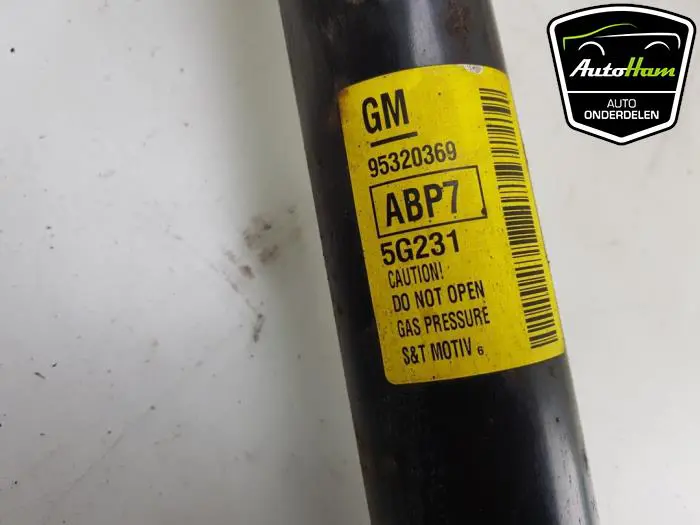 GM
95320369
ABP7
5G231
CAUTION!
DO NOT OPEN
GAS PRESSURE
S&T MOTIV 6
AutoHam
AUTO
ONDERDELEN